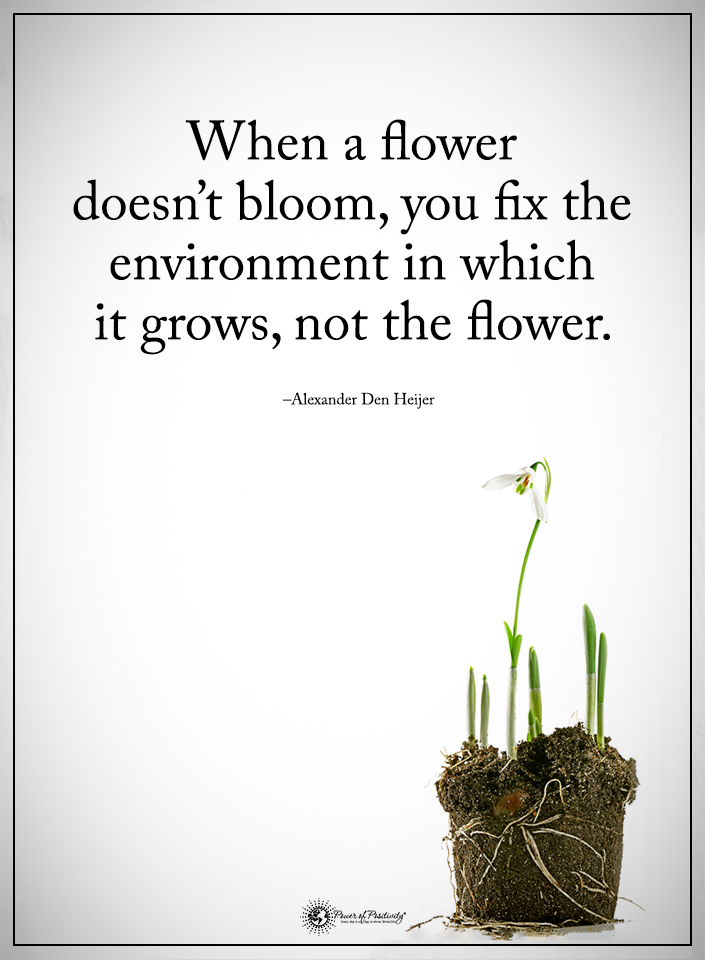 When a flower
doesn’t bloom, you fix the
environment in which
it grows, not the flower.
–Alexander Den Heijer
Power of Positivity